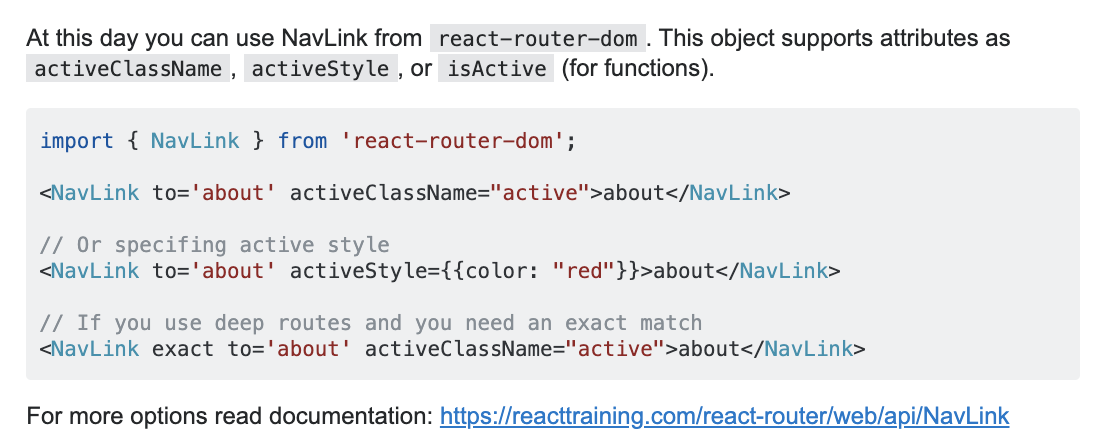 At this day you can use NavLink from react-router-dom . This object supports attributes as
activeClassName , activeStyle , or isActive (for functions).
import { NavLink } from 'react-router-dom';
<NavLink to='about' activeClassName="active">about</NavLink>
// Or specifing active style
<NavLink to='about' activeStyle={{color: "red"}}>about</NavLink>
// If you use deep routes and you need an exact match
<NavLink exact to='about' activeClassName="active">about</NavLink>
For more options read documentation: https://reacttraining.com/react-router/web/api/NavLink